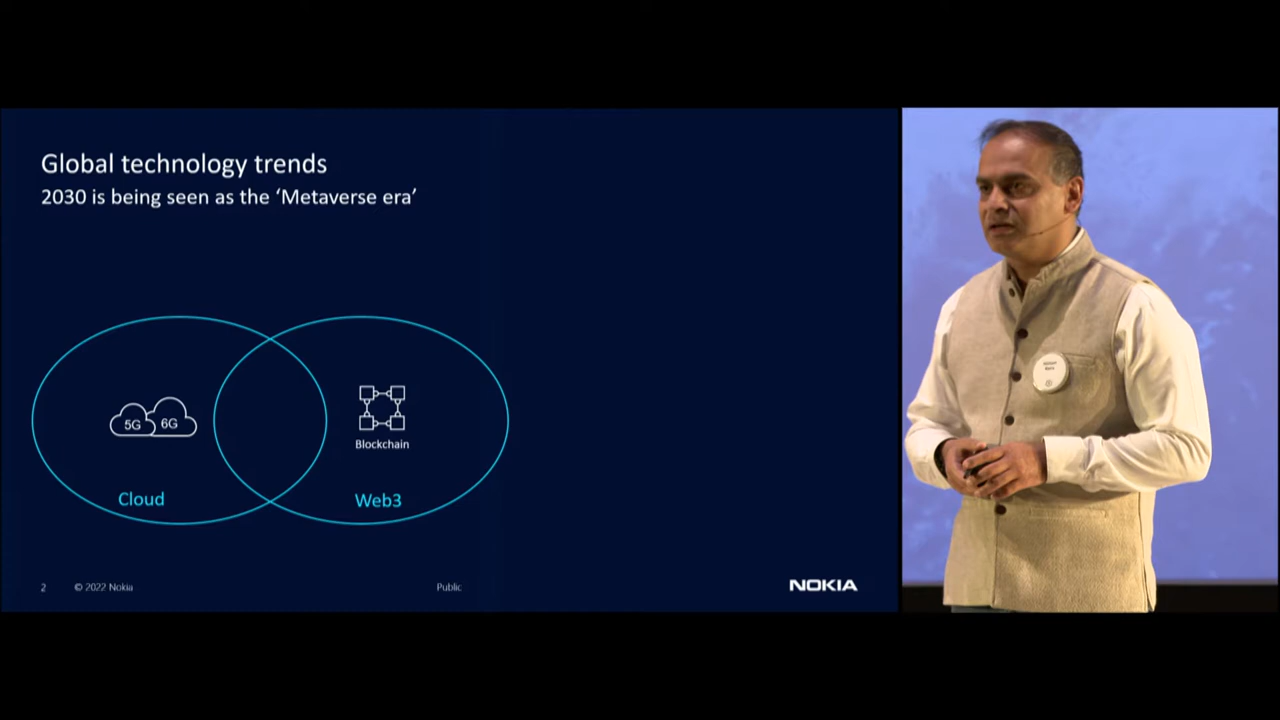 Global technology trends
2030 is being seen as the ‘Metaverse era’
5G
6G
Blockchain
Cloud
Web3
2
© 2022 Nokia
Public
NOKIA